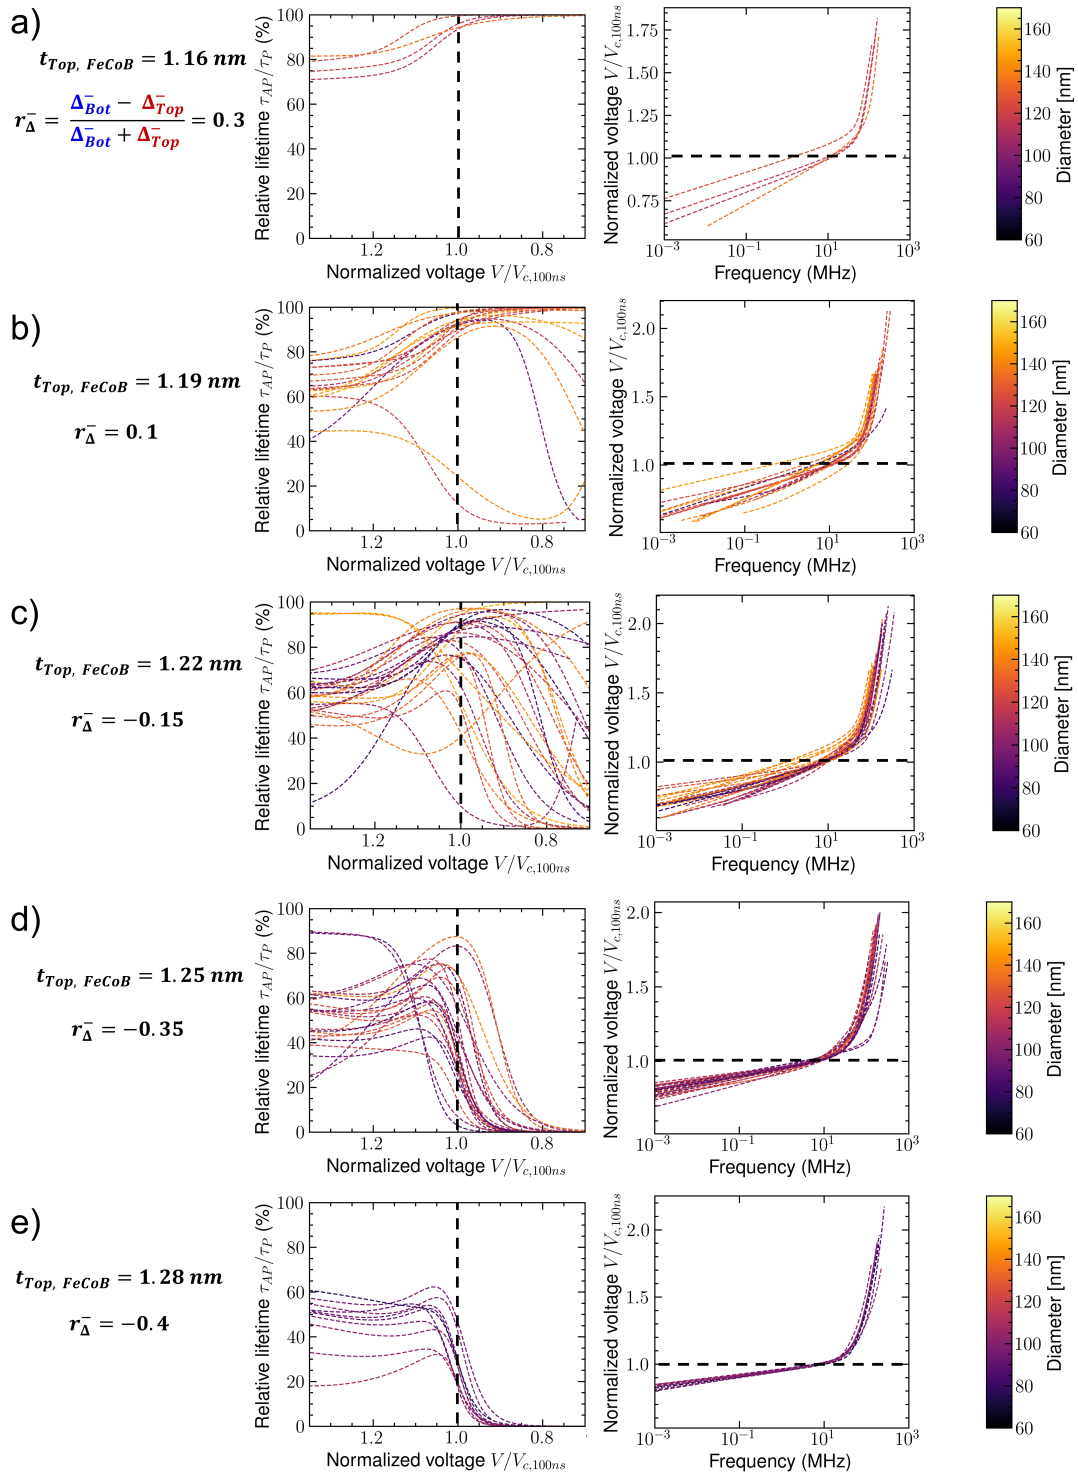 a)
t_Top, FeCoB = 1.16 nm
r_Δ^− = (Δ_Bot^− − Δ_Top^−) / (Δ_Bot^− + Δ_Top^−) = 0.3
Relative lifetime τ_AP/τ_P (%)
100
80
60
40
20
0
1.2 1.0 0.8
Normalized voltage V/V_c,100ns
Normalized voltage V/V_c,100ns
1.75
1.50
1.25
1.00
0.75
10^−3 10^−1 10^1 10^3
Frequency (MHz)
160
140
120
100
80
60
Diameter [nm]
b)
t_Top, FeCoB = 1.19 nm
r_Δ^− = 0.1
Relative lifetime τ_AP/τ_P (%)
100
80
60
40
20
0
1.2 1.0 0.8
Normalized voltage V/V_c,100ns
Normalized voltage V/V_c,100ns
2.0
1.5
1.0
10^−3 10^−1 10^1 10^3
Frequency (MHz)
160
140
120
100
80
60
Diameter [nm]
c)
t_Top, FeCoB = 1.22 nm
r_Δ^− = −0.15
Relative lifetime τ_AP/τ_P (%)
100
80
60
40
20
0
1.2 1.0 0.8
Normalized voltage V/V_c,100ns
Normalized voltage V/V_c,100ns
2.0
1.5
1.0
10^−3 10^−1 10^1 10^3
Frequency (MHz)
160
140
120
100
80
60
Diameter [nm]
d)
t_Top, FeCoB = 1.25 nm
r_Δ^− = −0.35
Relative lifetime τ_AP/τ_P (%)
100
80
60
40
20
0
1.2 1.0 0.8
Normalized voltage V/V_c,100ns
Normalized voltage V/V_c,100ns
2.0
1.5
1.0
10^−3 10^−1 10^1 10^3
Frequency (MHz)
160
140
120
100
80
60
Diameter [nm]
e)
t_Top, FeCoB = 1.28 nm
r_Δ^− = −0.4
Relative lifetime τ_AP/τ_P (%)
100
80
60
40
20
0
1.2 1.0 0.8
Normalized voltage V/V_c,100ns
Normalized voltage V/V_c,100ns
2.0
1.5
1.0
10^−3 10^−1 10^1 10^3
Frequency (MHz)
160
140
120
100
80
60
Diameter [nm]